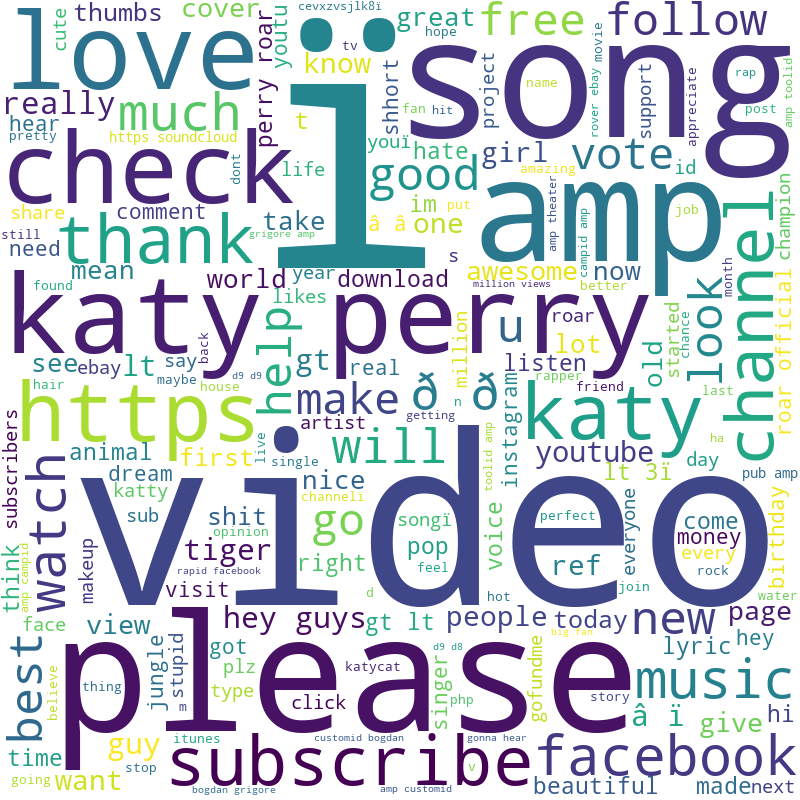 cevxzvsjlk8ï
thumbs
cover
youtu
great
free
follow
cute
love
tv
hope
song
rover ebay movie
amp toolid
know
perry roar
shhort
fan
hit
project
name
support
appreciate
rap
post
really
much
t
youï
hate
girl
vote
id
hear
pretty
https soundcloud
dont
life
good
amazing
champion
check
â â
im
put
one
amp
amp theater
campid amp
job
share
comment
take
still
need
thank
grigore amp
s
channel
mean
world
year
download
awesome
now
month
found
likes
million views
better
look
katy perry
u
roar
lot
old
started
chance
roar official
see
ebay
lt
say
back
help
gt
real
million
listen
maybe
d9 d9
house
make
ð ð
rapper
friend
last
hair
n
katy
ha
https
artist
getting
instagram
subscribers
animal
first
live
single
will
toolid amp
youtube
lt 3ï
day
dream
nice
channelï
pub amp
watch
katty
video
sub
shit
opinion
go
songï
voice
perfect
everyone
come
money
birthday
think
makeup
tiger
right
pop
ref
every
amp campid
rapid facebook
feel
rock
visit
d
hot
join
water
face
view
hey guys
gt lt
people
today
new
page
big fan
best
believe
jungle
stupid
got
please
d9 d8
lyric
hey
plz
katycat
singer
gofundme
thing
type
php
music
m
click
story
â ï
give
hi
time
guy
itunes
customid bogdan
gonna hear
going
want
stop
subscribe
v
facebook
bogdan grigore
amp customid
beautiful
made
next